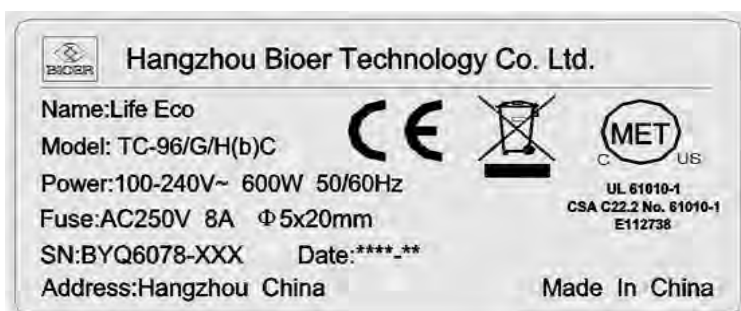 BIOER
Hangzhou Bioer Technology Co. Ltd.
Name:Life Eco
Model: TC-96/G/H(b)C
Power:100-240V~ 600W 50/60Hz
Fuse:AC250V 8A Φ5x20mm
SN:BYQ6078-XXX Date:****-**
Address:Hangzhou China
CE
MET
C US
UL 61010-1
CSA C22.2 No. 61010-1
E112738
Made In China